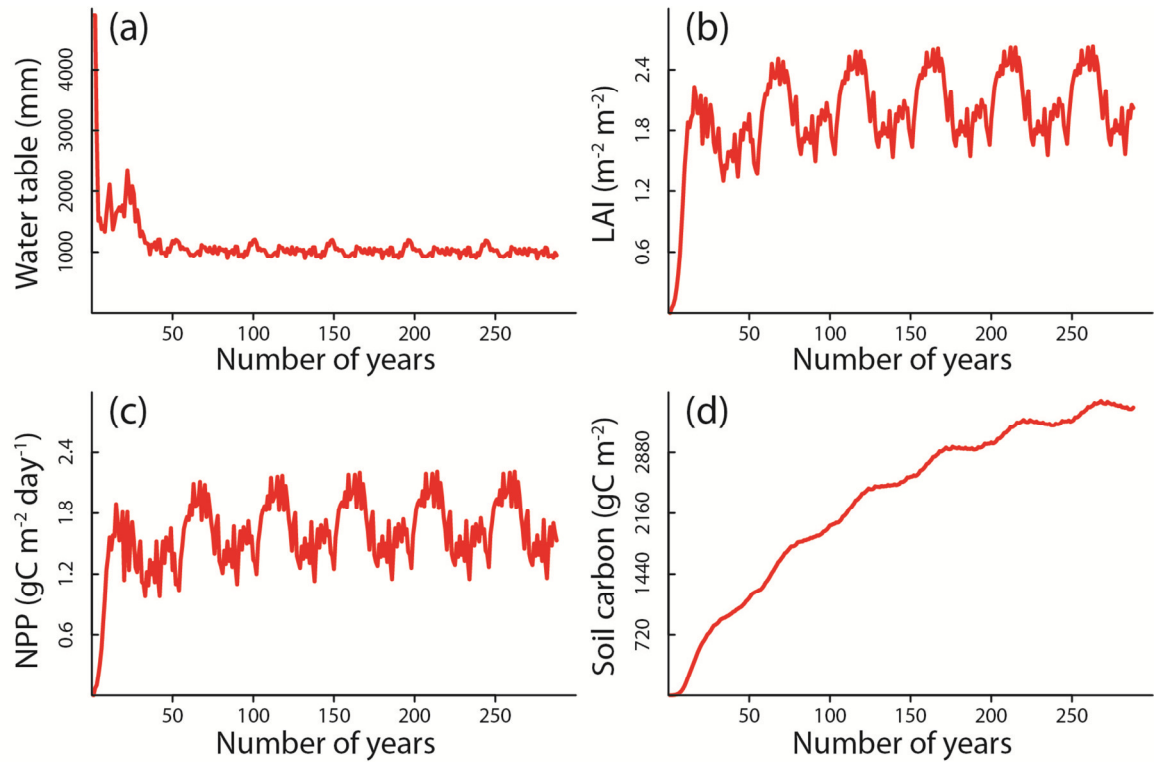 (a)
Water table (mm)
4000
3000
2000
1000
50 100 150 200 250
Number of years
(b)
LAI (m⁻² m⁻²)
2.4
1.8
1.2
0.6
50 100 150 200 250
Number of years
(c)
NPP (gC m⁻² day⁻¹)
2.4
1.8
1.2
0.6
50 100 150 200 250
Number of years
(d)
Soil carbon (gC m⁻²)
2880
2160
1440
720
50 100 150 200 250
Number of years